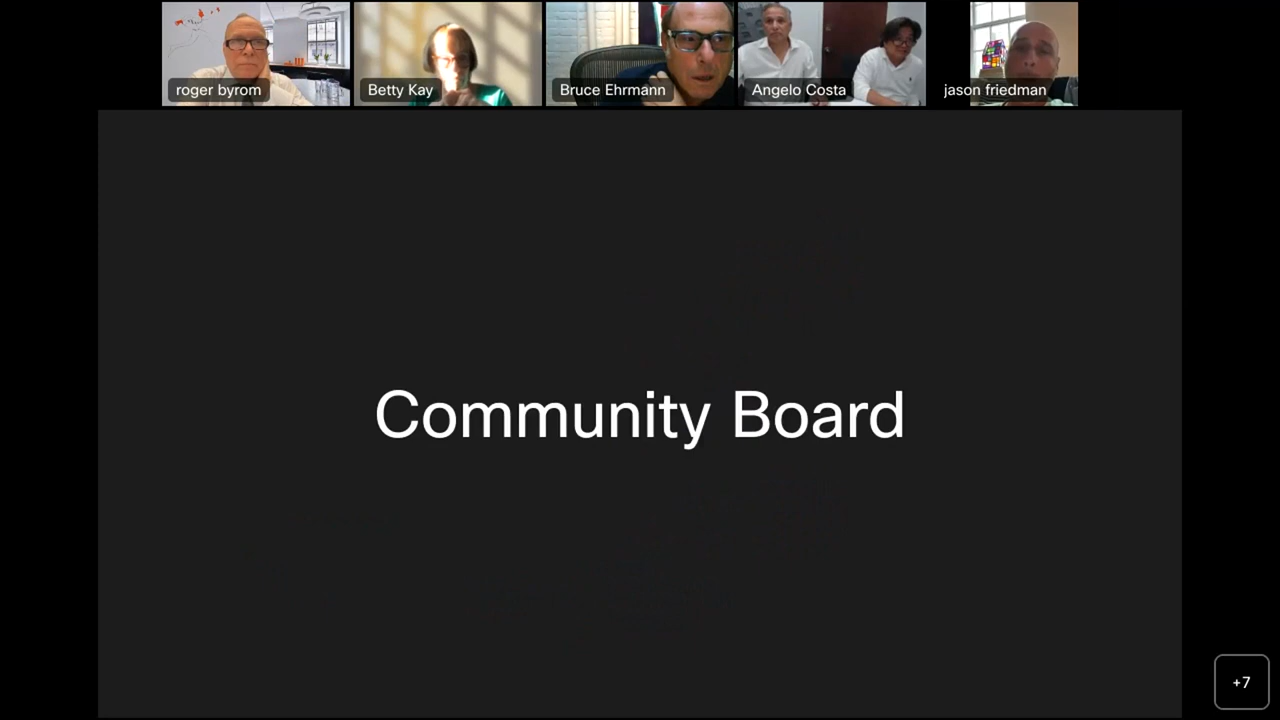 roger byrom
Betty Kay
Bruce Ehrmann
Angelo Costa
jason friedman
Community Board
+7